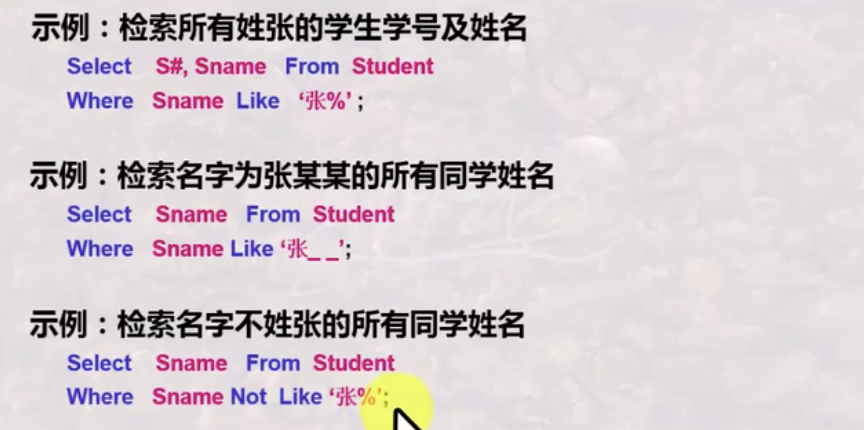 示例：检索所有姓张的学生学号及姓名
Select S#, Sname From Student
Where Sname Like ‘张%’ ;
示例：检索名字为张某某的所有同学姓名
Select Sname From Student
Where Sname Like ‘张_ _’;
示例：检索名字不姓张的所有同学姓名
Select Sname From Student
Where Sname Not Like ‘张%’;